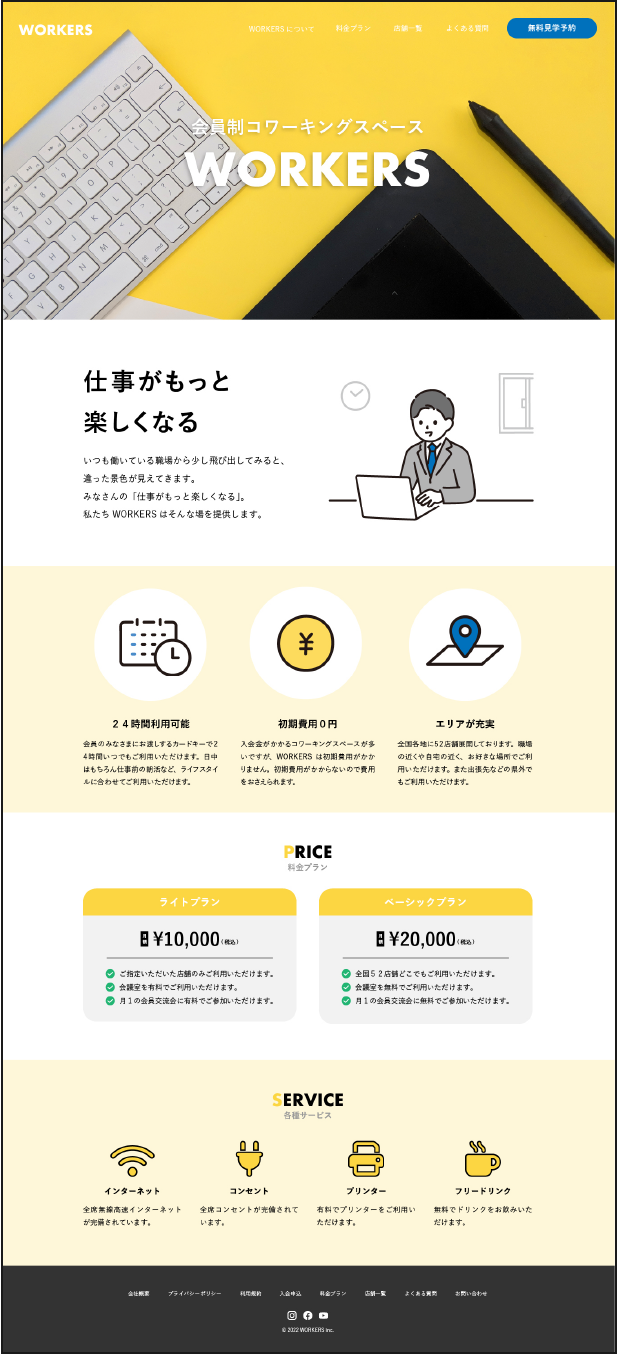 WORKERS
WORKERS について
料金プラン
店舗一覧
よくある質問
無料見学予約
会員制コワーキングスペース
WORKERS
仕事がもっと
楽しくなる
いつも働いている職場から少し飛び出してみると、
違った景色が見えてきます。
みなさんの「仕事がもっと楽しくなる」。
私たち WORKERS はそんな場を提供します。
２４時間利用可能
会員のみなさまにお渡しするカードキーで2
4時間いつでもご利用いただけます。日中
はもちろん仕事前の朝活など、ライフスタイ
ルに合わせてご利用いただけます。
¥
初期費用０円
入会金がかかるコワーキングスペースが多
いですが、WORKERS は初期費用がかか
りません。初期費用がかからないので費用
をおさえられます。
エリアが充実
全国各地に52店舗展開しております。職場
の近くや自宅の近く、お好きな場所でご利
用いただけます。また出張先などの県外で
もご利用いただけます。
PRICE
料金プラン
ライトプラン
月額 ¥10,000（税込）
ご指定いただいた店舗のみご利用いただけます。
会議室を有料でご利用いただけます。
月１の会員交流会に有料でご参加いただけます。
ベーシックプラン
月額 ¥20,000（税込）
全国５２店舗どこでもご利用いただけます。
会議室を無料でご利用いただけます。
月１の会員交流会に無料でご参加いただけます。
SERVICE
各種サービス
インターネット
全席無線高速インターネット
が完備されています。
コンセント
全席コンセントが完備されて
います。
プリンター
有料でプリンターをご利用い
ただけます。
フリードリンク
無料でドリンクをお飲みいた
だけます。
会社概要
プライバシーポリシー
利用規約
入会申込
料金プラン
店舗一覧
よくある質問
お問い合わせ
© 2022 WORKERS inc.